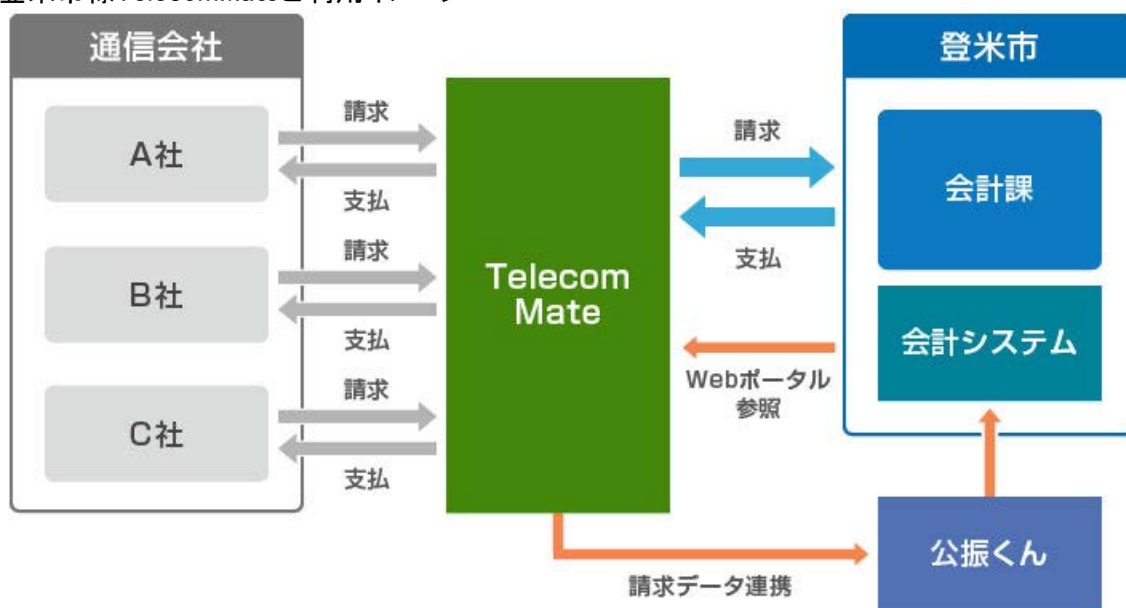 通信会社
登米市
A社
請求
支払
B社
請求
支払
C社
請求
支払
Telecom
Mate
請求
支払
会計課
会計システム
Webポータル
参照
公振くん
請求データ連携